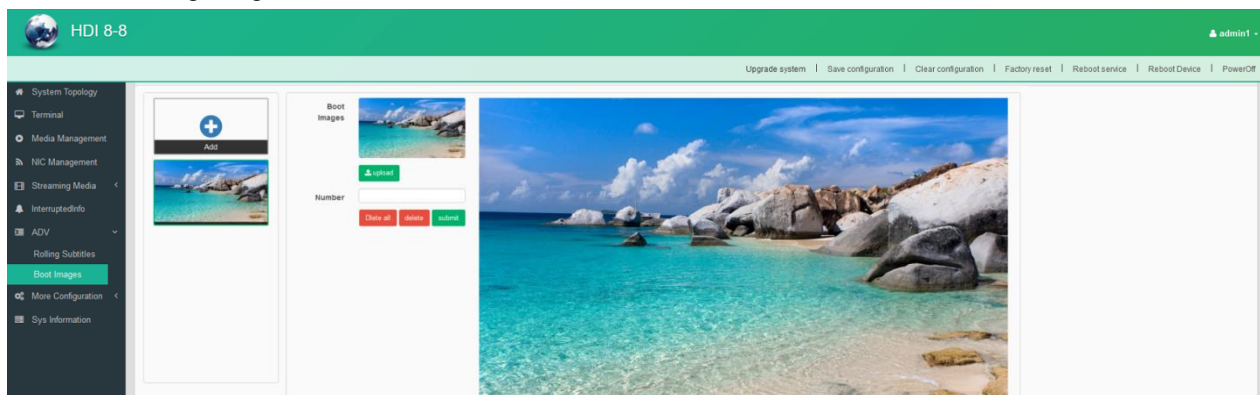 HDI 8-8
admin1
Upgrade system | Save configuration | Clear configuration | Factory reset | Reboot service | Reboot Device | PowerOff
System Topology
Terminal
Media Management
NIC Management
Streaming Media
InterruptedInfo
ADV
Rolling Subtitles
Boot Images
More Configuration
Sys Information
Add
Boot
Images
upload
Number
Dlete all delete submit